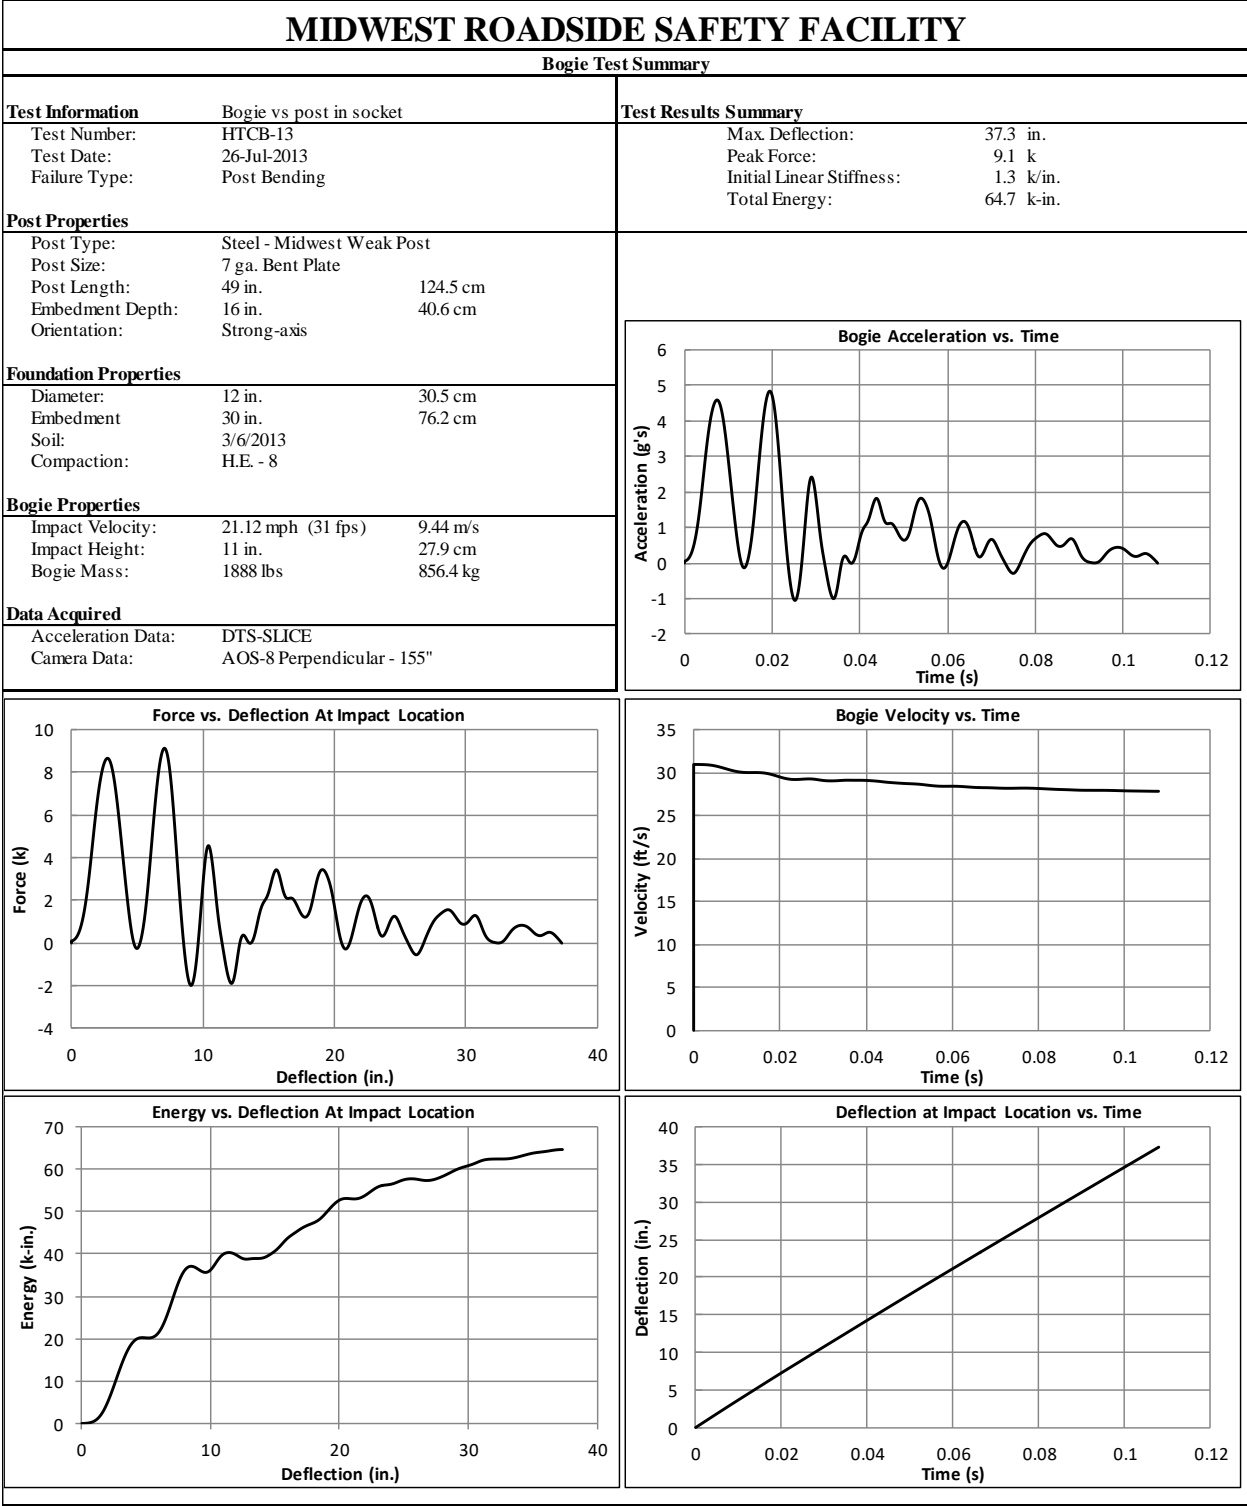 MIDWEST ROADSIDE SAFETY FACILITY
Bogie Test Summary
Test Information Bogie vs post in socket
Test Number: HTCB-13
Test Date: 26-Jul-2013
Failure Type: Post Bending
Post Properties
Post Type: Steel - Midwest Weak Post
Post Size: 7 ga. Bent Plate
Post Length: 49 in. 124.5 cm
Embedment Depth: 16 in. 40.6 cm
Orientation: Strong-axis
Foundation Properties
Diameter: 12 in. 30.5 cm
Embedment 30 in. 76.2 cm
Soil: 3/6/2013
Compaction: H.E. - 8
Bogie Properties
Impact Velocity: 21.12 mph (31 fps) 9.44 m/s
Impact Height: 11 in. 27.9 cm
Bogie Mass: 1888 lbs 856.4 kg
Data Acquired
Acceleration Data: DTS-SLICE
Camera Data: AOS-8 Perpendicular - 155"
Test Results Summary
Max. Deflection: 37.3 in.
Peak Force: 9.1 k
Initial Linear Stiffness: 1.3 k/in.
Total Energy: 64.7 k-in.
Bogie Acceleration vs. Time
6
5
4
3
2
1
0
-1
-2
Acceleration (g's)
0 0.02 0.04 0.06 0.08 0.1 0.12
Time (s)
Force vs. Deflection At Impact Location
10
8
6
4
2
0
-2
-4
Force (k)
0 10 20 30 40
Deflection (in.)
Bogie Velocity vs. Time
35
30
25
20
15
10
5
0
Velocity (ft/s)
0 0.02 0.04 0.06 0.08 0.1 0.12
Time (s)
Energy vs. Deflection At Impact Location
70
60
50
40
30
20
10
0
Energy (k-in.)
0 10 20 30 40
Deflection (in.)
Deflection at Impact Location vs. Time
40
35
30
25
20
15
10
5
0
Deflection (in.)
0 0.02 0.04 0.06 0.08 0.1 0.12
Time (s)